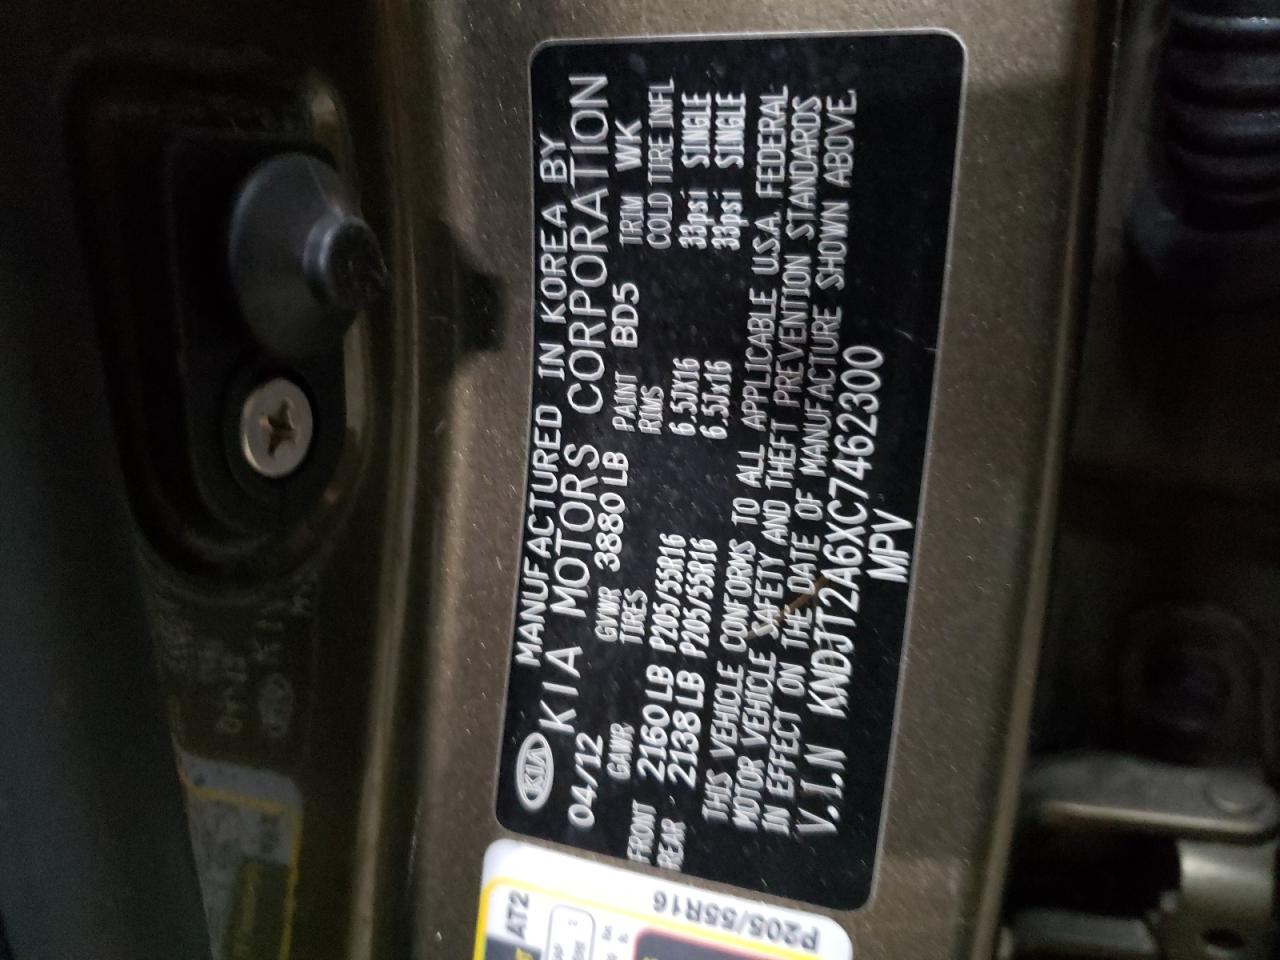 MANUFACTURED IN KOREA BY
KIA KIA MOTORS CORPORATION
04/12 GVWR 3880 LB PAINT BD5 TRIM WK
GAWR TIRES RIMS COLD TIRE INFL
FRONT 2160 LB P205/55R16 6.5JX16 33psi SINGLE
REAR 2138 LB P205/55R16 6.5Jx16 33psi SINGLE
THIS VEHICLE CONFORMS TO ALL APPLICABLE U.S.A. FEDERAL
MOTOR VEHICLE SAFETY AND THEFT PREVENTION STANDARDS
IN EFFECT ON THE DATE OF MANUFACTURE SHOWN ABOVE.
V.I.N KNDJT2A6XC7462300
MPV
AT2
P205/55R16